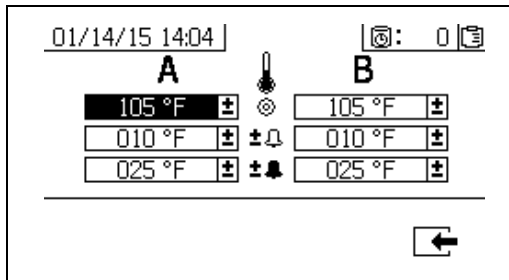 01/14/15 14:04 : 0
A B
105 °F ± 105 °F ±
010 °F ± ± 010 °F ±
025 °F ± ± 025 °F ±